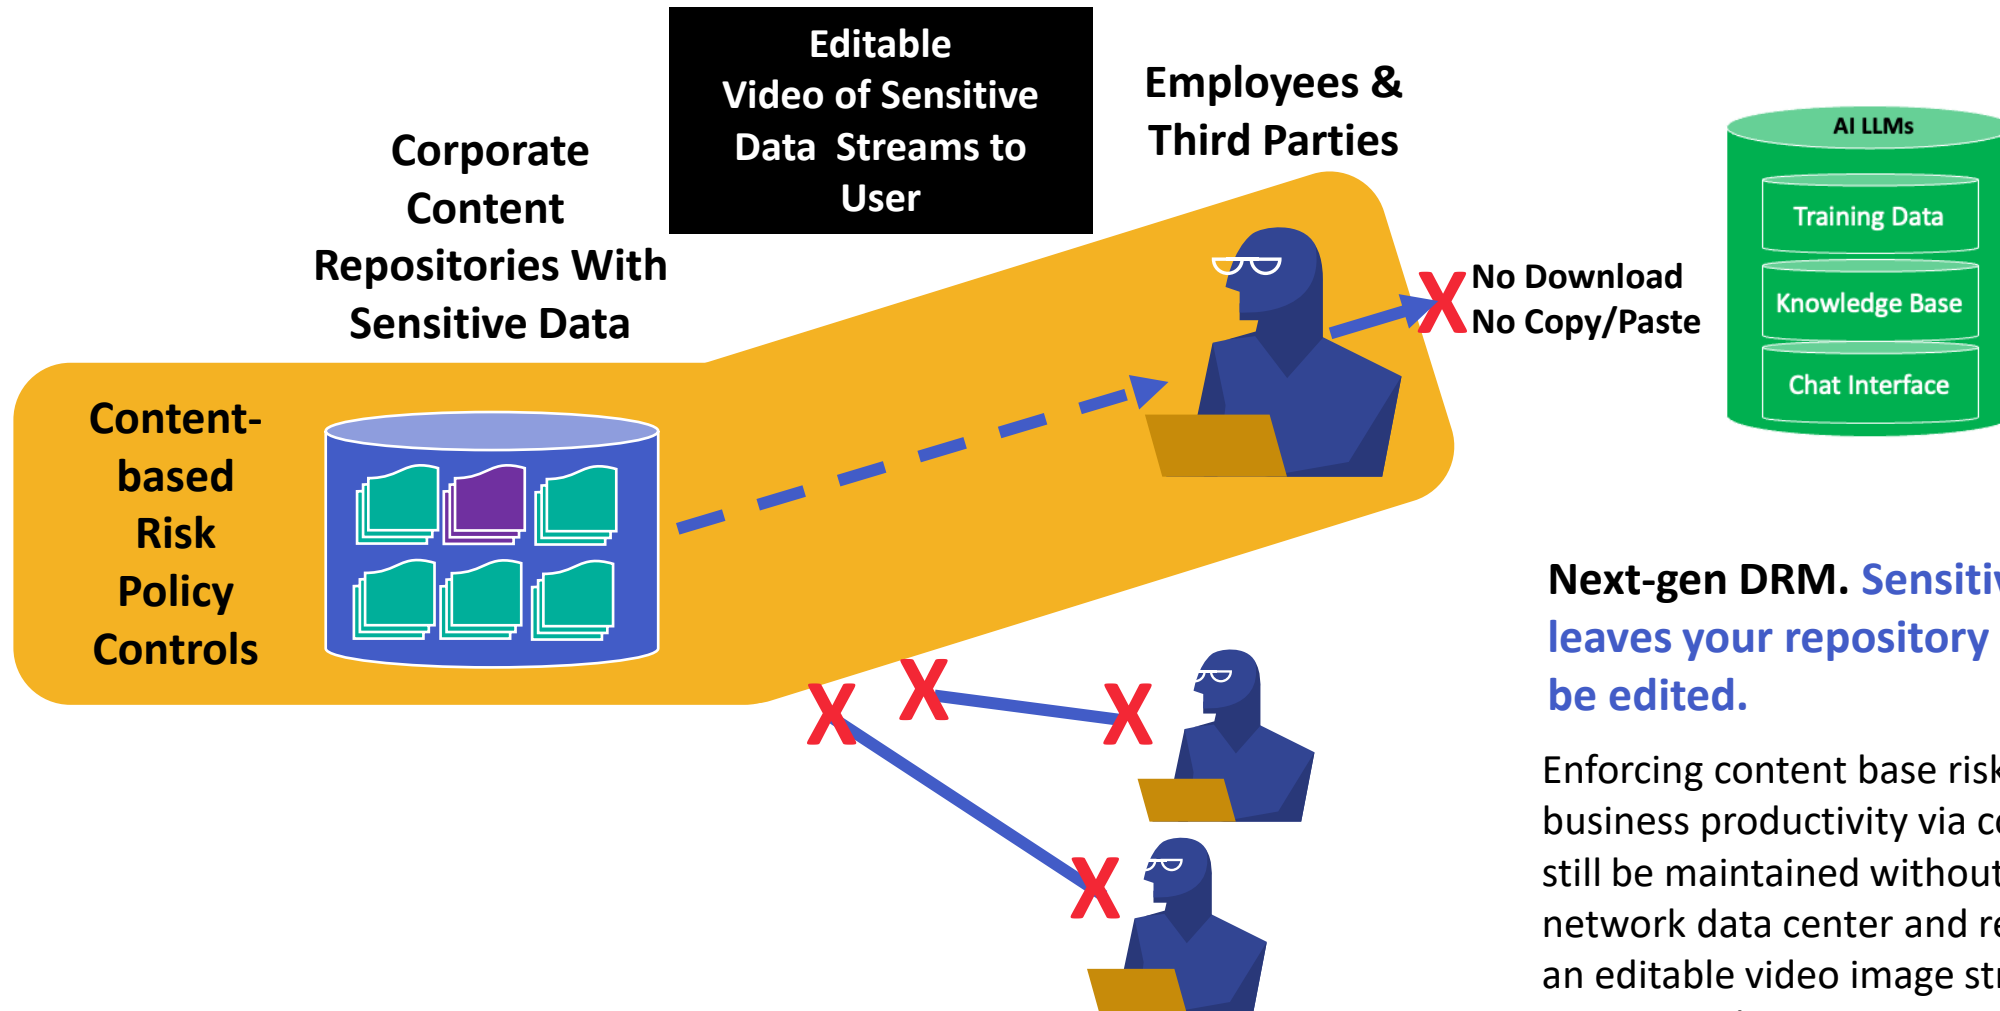 Editable
Video of Sensitive
Data Streams to
User
Employees &
Third Parties
Corporate
Content
Repositories With
Sensitive Data
Content-
based
Risk
Policy
Controls
X
No Download
No Copy/Paste
AI LLMs
Training Data
Knowledge Base
Chat Interface
X
X
X
X
Next-gen DRM.
leaves your repository
be edited.
Enforcing content base risk
business productivity via
still be maintained without
network data center and
an editable video image